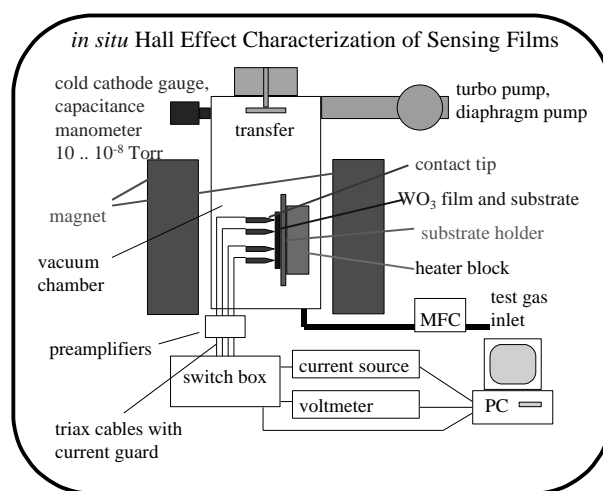 in situ Hall Effect Characterization of Sensing Films
cold cathode gauge,
capacitance
manometer
10 .. 10⁻⁸ Torr
transfer
turbo pump,
diaphragm pump
contact tip
WO₃ film and substrate
magnet
substrate holder
vacuum
chamber
heater block
test gas
inlet
MFC
preamplifiers
switch box
current source
voltmeter
PC
triax cables with
current guard